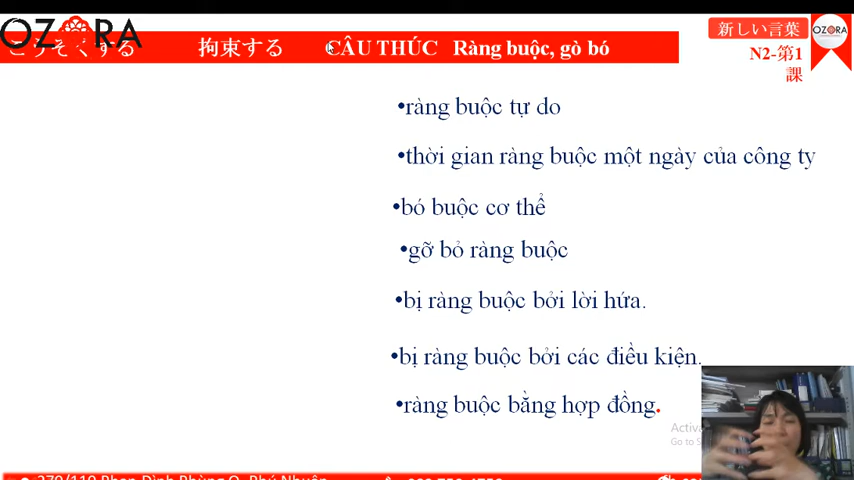 OZORA
こうそくする 拘束する CÂU THÚC Ràng buộc, gò bó
新しい言葉
N2-第1
課
OZORA
•ràng buộc tự do
•thời gian ràng buộc một ngày của công ty
•bó buộc cơ thể
•gỡ bỏ ràng buộc
•bị ràng buộc bởi lời hứa.
•bị ràng buộc bởi các điều kiện.
•ràng buộc bằng hợp đồng.
Activa
Go to S
270/119 Phan Đình Phùng Q. Phú Nhuận